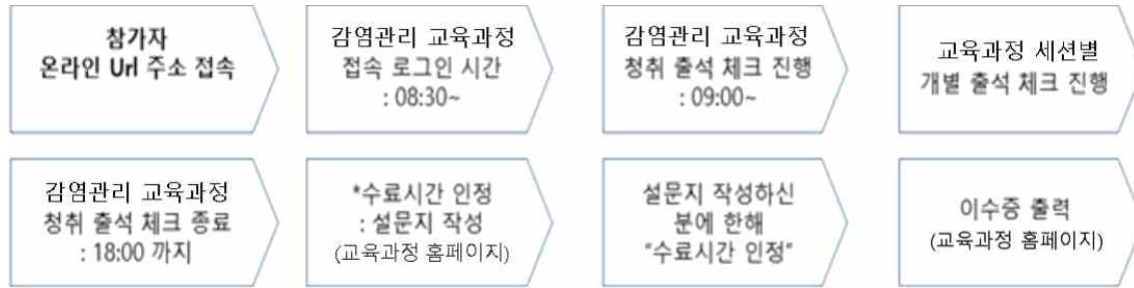 참가자
온라인 Url 주소 접속
감염관리 교육과정
접속 로그인 시간
: 08:30~
감염관리 교육과정
청취 출석 체크 진행
: 09:00~
교육과정 세션별
개별 출석 체크 진행
감염관리 교육과정
청취 출석 체크 종료
: 18:00 까지
*수료시간 인정
: 설문지 작성
(교육과정 홈페이지)
설문지 작성하신
분에 한해
“수료시간 인정”
이수증 출력
(교육과정 홈페이지)